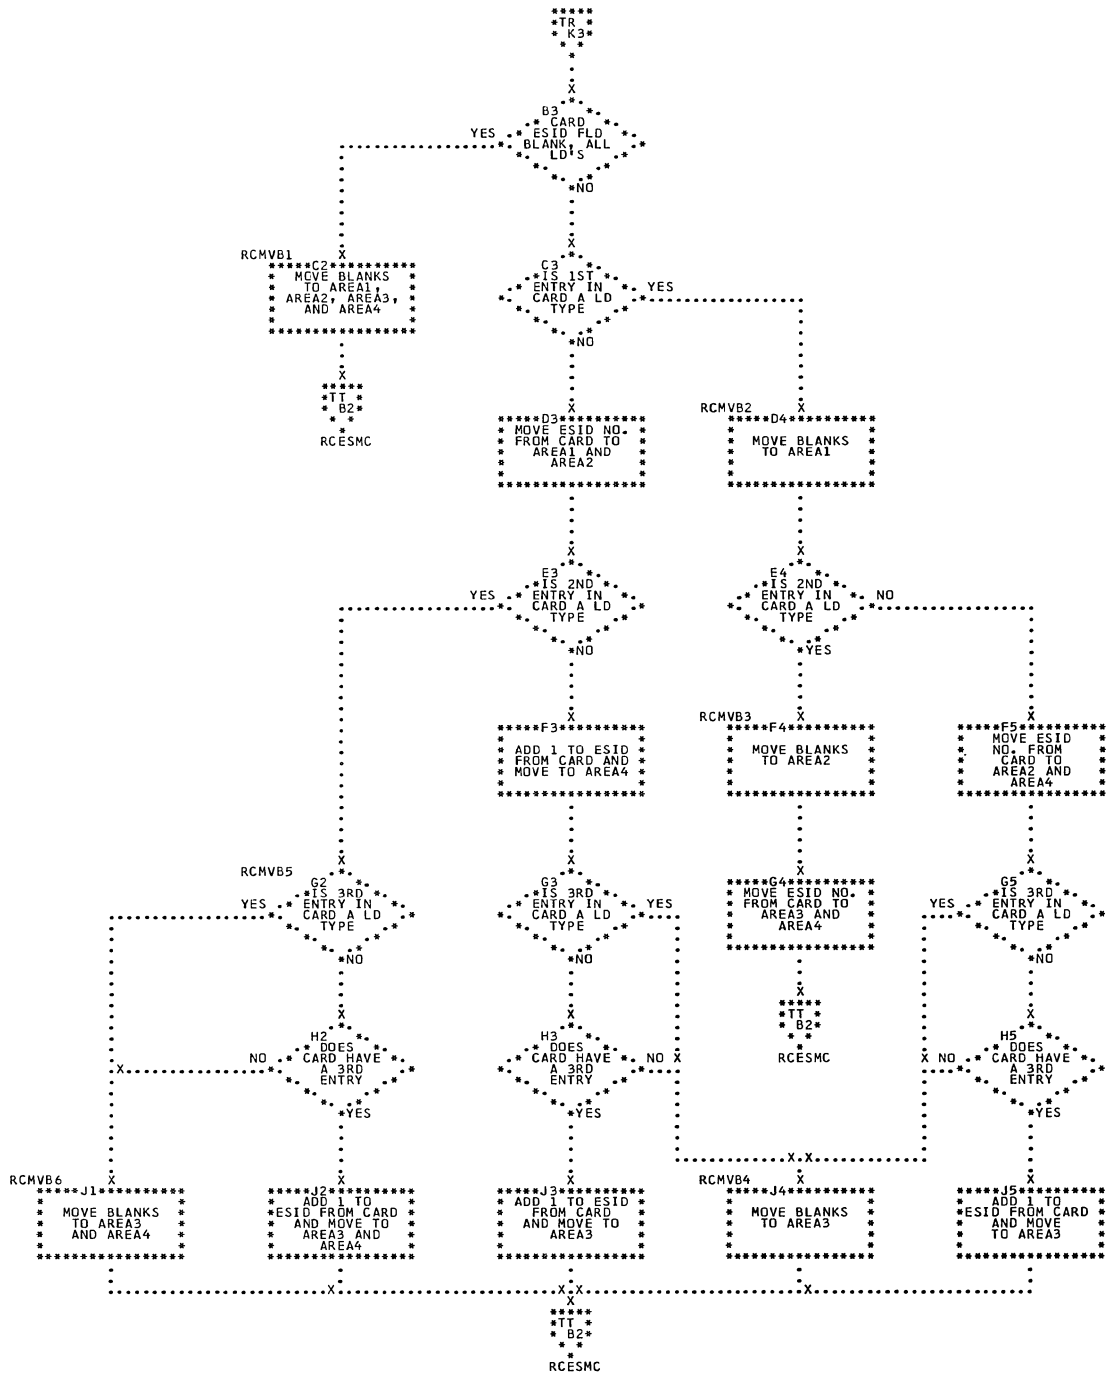 TR
K3
B3
CARD
ESID FLD
BLANK, ALL
LD'S
YES
NO
RCMVB1
C2
MOVE BLANKS
TO AREA1,
AREA2, AREA3,
AND AREA4
C3
IS 1ST
ENTRY IN
CARD A LD
TYPE
YES
NO
TT
B2
RCESMC
D3
MOVE ESID NO.
FROM CARD TO
AREA1 AND
AREA2
RCMVB2
D4
MOVE BLANKS
TO AREA1
E3
IS 2ND
ENTRY IN
CARD A LD
TYPE
YES
NO
E4
IS 2ND
ENTRY IN
CARD A LD
TYPE
NO
YES
F3
ADD 1 TO ESID
FROM CARD AND
MOVE TO AREA4
RCMVB3
F4
MOVE BLANKS
TO AREA2
F5
MOVE ESID
NO. FROM
CARD TO
AREA2 AND
AREA4
RCMVB5
G2
IS 3RD
ENTRY IN
CARD A LD
TYPE
YES
NO
G3
IS 3RD
ENTRY IN
CARD A LD
TYPE
YES
NO
G4
MOVE ESID NO.
FROM CARD TO
AREA3 AND
AREA4
G5
IS 3RD
ENTRY IN
CARD A LD
TYPE
YES
NO
TT
B2
RCESMC
H2
DOES
CARD HAVE
A 3RD
ENTRY
NO
YES
H3
DOES
CARD HAVE
A 3RD
ENTRY
NO
YES
H5
DOES
CARD HAVE
A 3RD
ENTRY
NO
YES
RCMVB6
J1
MOVE BLANKS
TO AREA3
AND AREA4
J2
ADD 1 TO
ESID FROM CARD
AND MOVE TO
AREA3 AND
AREA4
J3
ADD 1 TO ESID
FROM CARD
AND MOVE TO
AREA3
RCMVB4
J4
MOVE BLANKS
TO AREA3
J5
ADD 1 TO
ESID FROM CARD
AND MOVE
TO AREA3
TT
B2
RCESMC